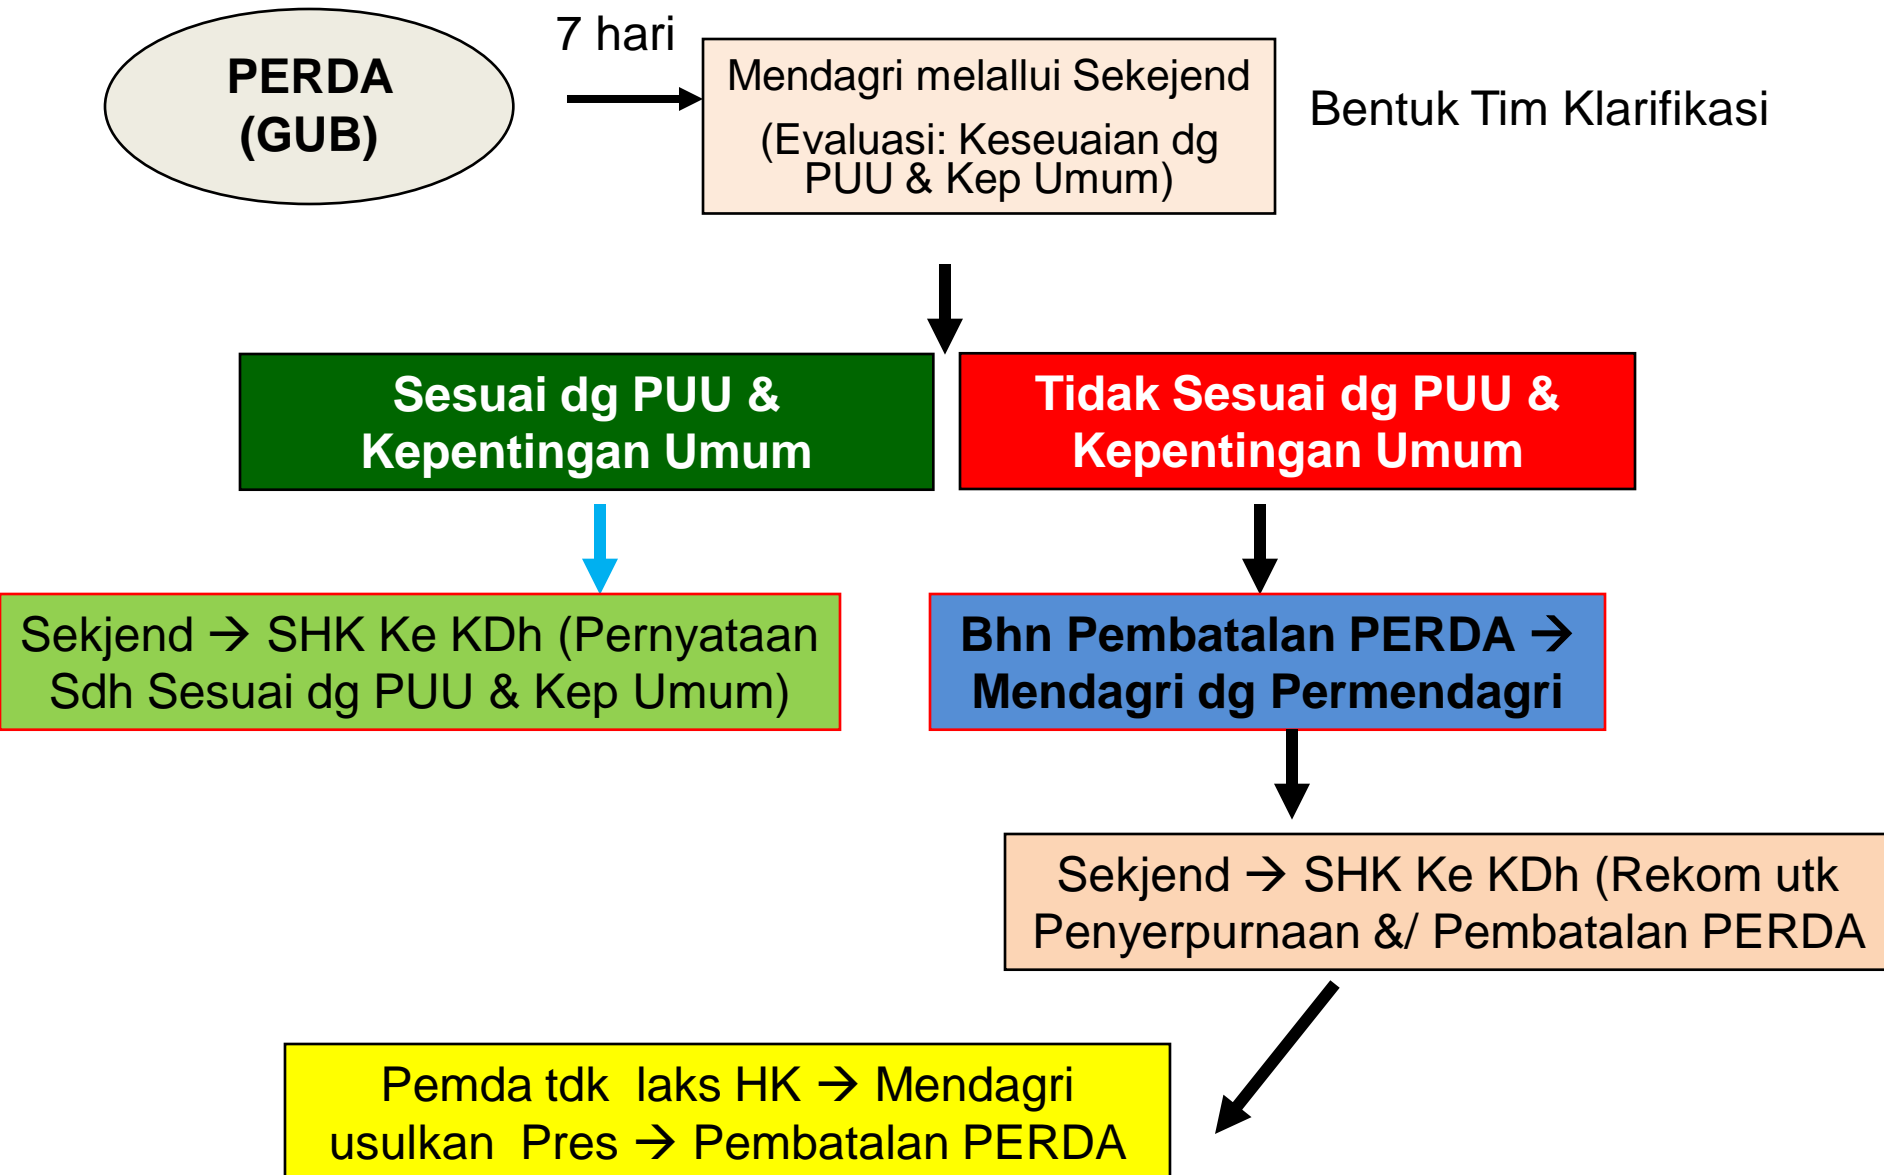 7 hari
PERDA
(GUB)
Mendagri melallui Sekejend
(Evaluasi: Keseuaian dg
PUU & Kep Umum)
Bentuk Tim Klarifikasi
Sesuai dg PUU &
Kepentingan Umum
Tidak Sesuai dg PUU &
Kepentingan Umum
Sekjend → SHK Ke KDh (Pernyataan
Sdh Sesuai dg PUU & Kep Umum)
Bhn Pembatalan PERDA →
Mendagri dg Permendagri
Sekjend → SHK Ke KDh (Rekom utk
Penyerpurnaan &/ Pembatalan PERDA
Pemda tdk laks HK → Mendagri
usulkan Pres → Pembatalan PERDA